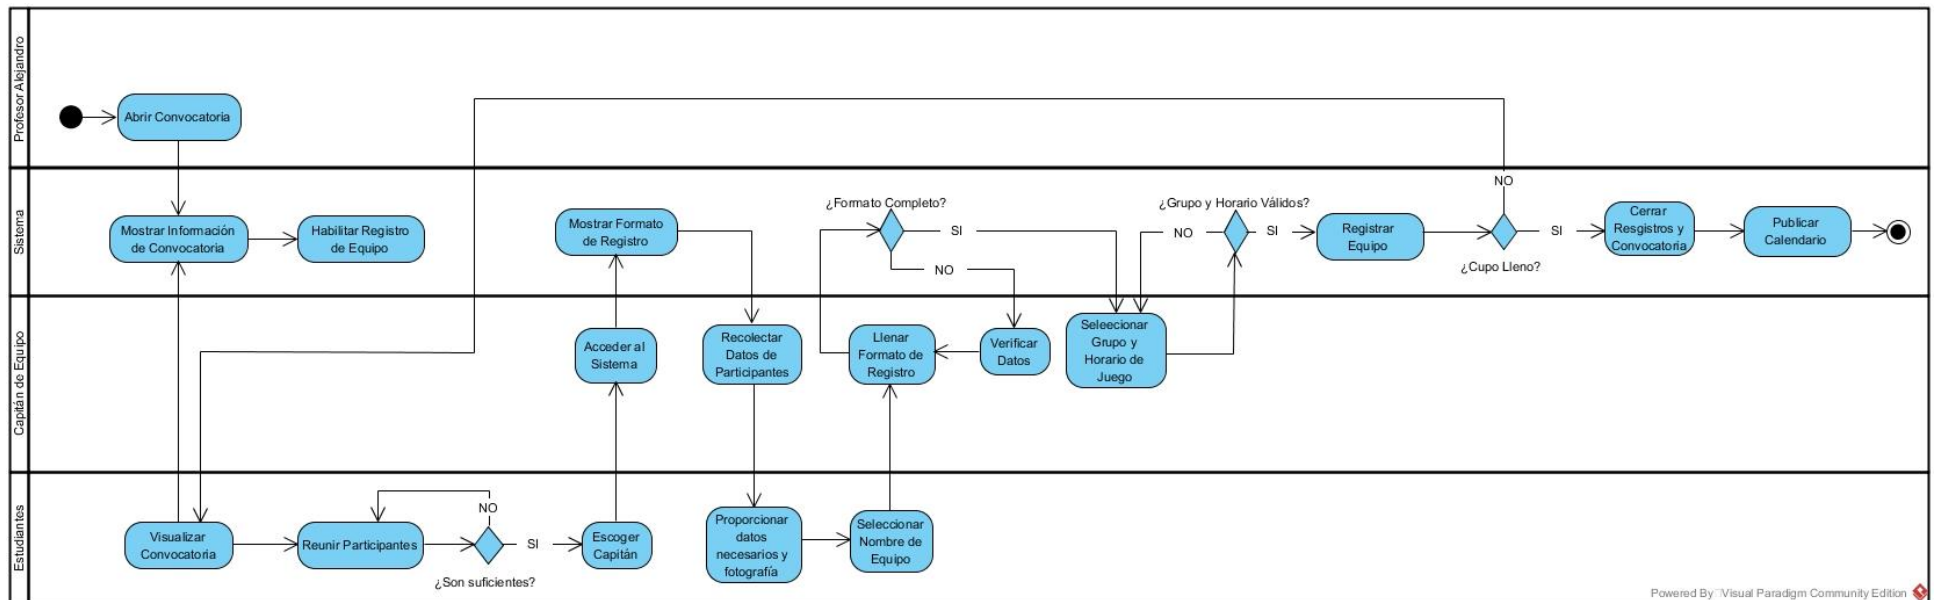 Profesor Alejandro
Abrir Convocatoria
Sistema
Mostrar Información
de Convocatoria
Habilitar Registro
de Equipo
Mostrar Formato
de Registro
¿Formato Completo?
SI
NO
¿Grupo y Horario Válidos?
NO
SI
Registrar
Equipo
NO
¿Cupo Lleno?
SI
Cerrar
Resgistros y
Convocatoria
Publicar
Calendario
Capitán de Equipo
Acceder al
Sistema
Recolectar
Datos de
Participantes
Llenar
Formato de
Registro
Verificar
Datos
Seleecionar
Grupo y
Horario de
Juego
Estudiantes
Visualizar
Convocatoria
Reunir Participantes
NO
¿Son suficientes?
SI
Escoger
Capitán
Proporcionar
datos
necesarios y
fotografía
Seleccionar
Nombre de
Equipo
Powered By Visual Paradigm Community Edition